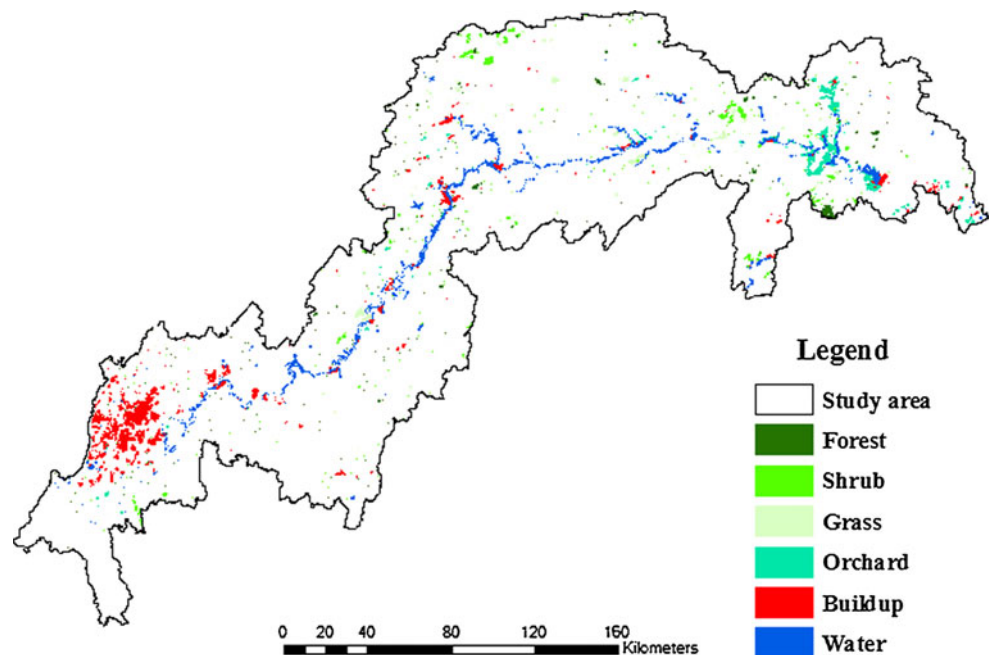 Legend
Study area
Forest
Shrub
Grass
Orchard
Buildup
Water
0 20 40 80 120 160
Kilometers